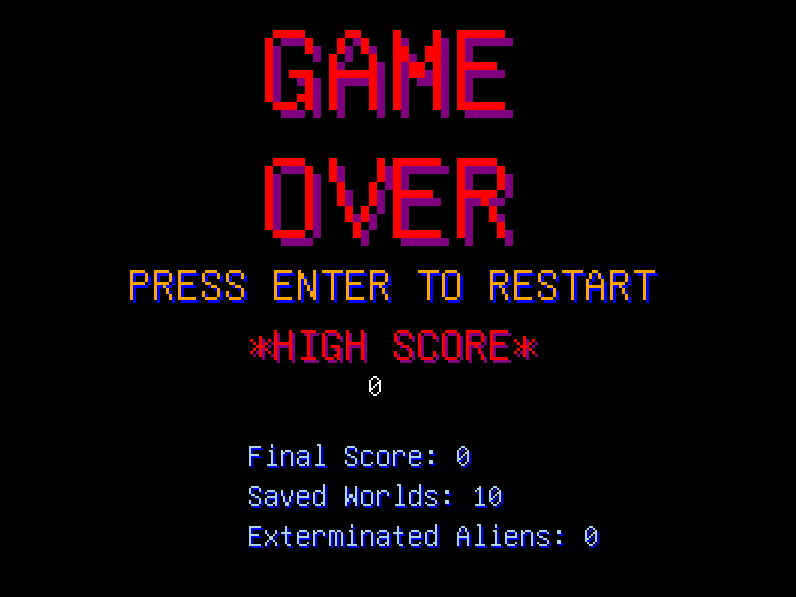 GAME
OVER
PRESS ENTER TO RESTART
*HIGH SCORE*
0
Final Score: 0
Saved Worlds: 10
Exterminated Aliens: 0